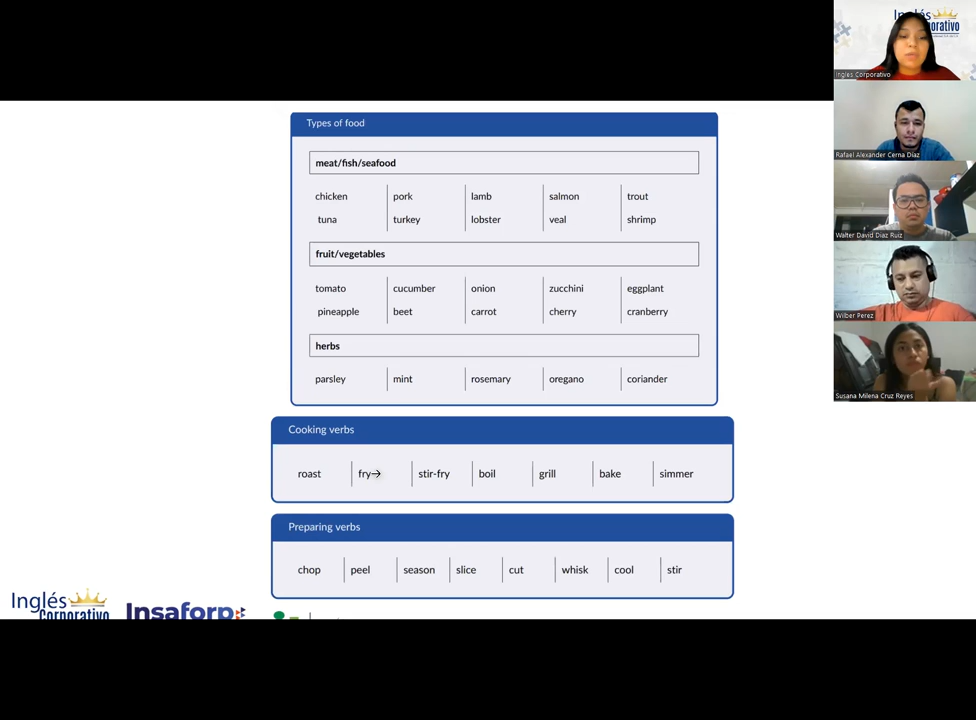 Types of food
meat/fish/seafood
chicken pork lamb salmon trout
tuna turkey lobster veal shrimp
fruit/vegetables
tomato cucumber onion zucchini eggplant
pineapple beet carrot cherry cranberry
herbs
parsley mint rosemary oregano coriander
Cooking verbs
roast fry→ stir-fry boil grill bake simmer
Preparing verbs
chop peel season slice cut whisk cool stir
Inglés
Corporativo
Insaforp
Inglés
orativo
Ingles Corporativo
Rafael Alexander Cerna Díaz
Walter David Diaz Ruiz
Wilber Perez
Susana Milena Cruz Reyes